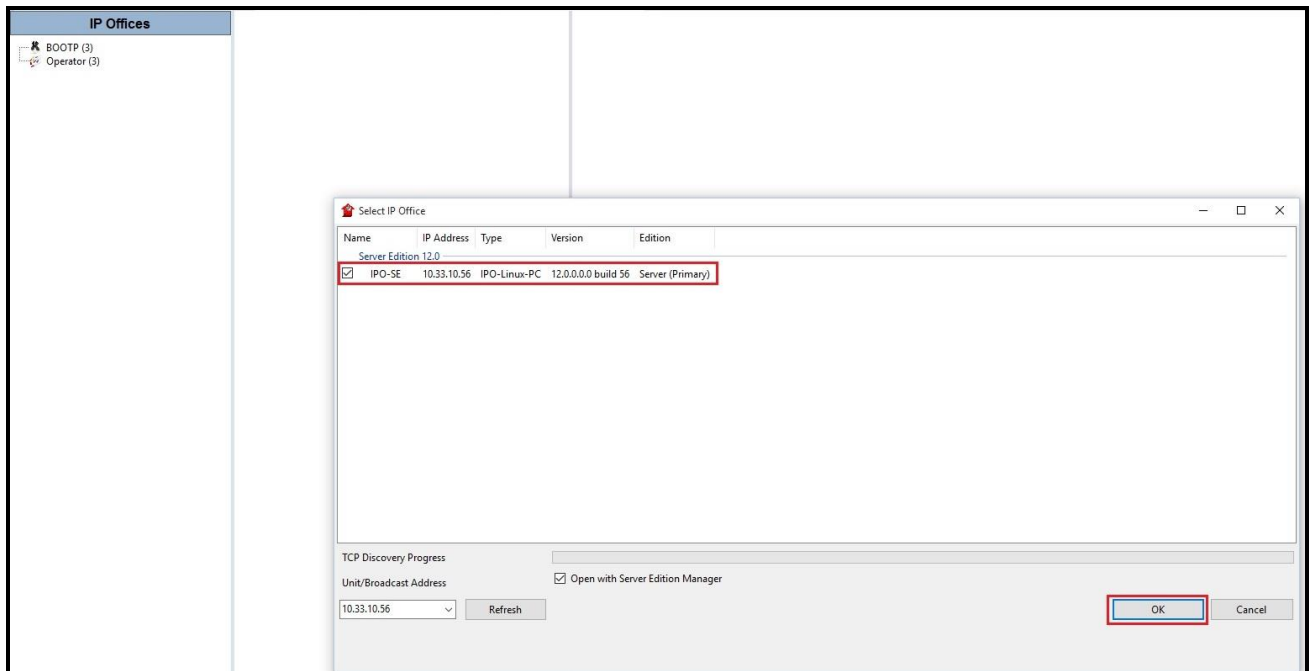 IP Offices
BOOTP (3)
Operator (3)
Select IP Office
Name IP Address Type Version Edition
Server Edition 12.0
IPO-SE 10.33.10.56 IPO-Linux-PC 12.0.0.0.0 build 56 Server (Primary)
TCP Discovery Progress
Unit/Broadcast Address
Open with Server Edition Manager
10.33.10.56 Refresh OK Cancel